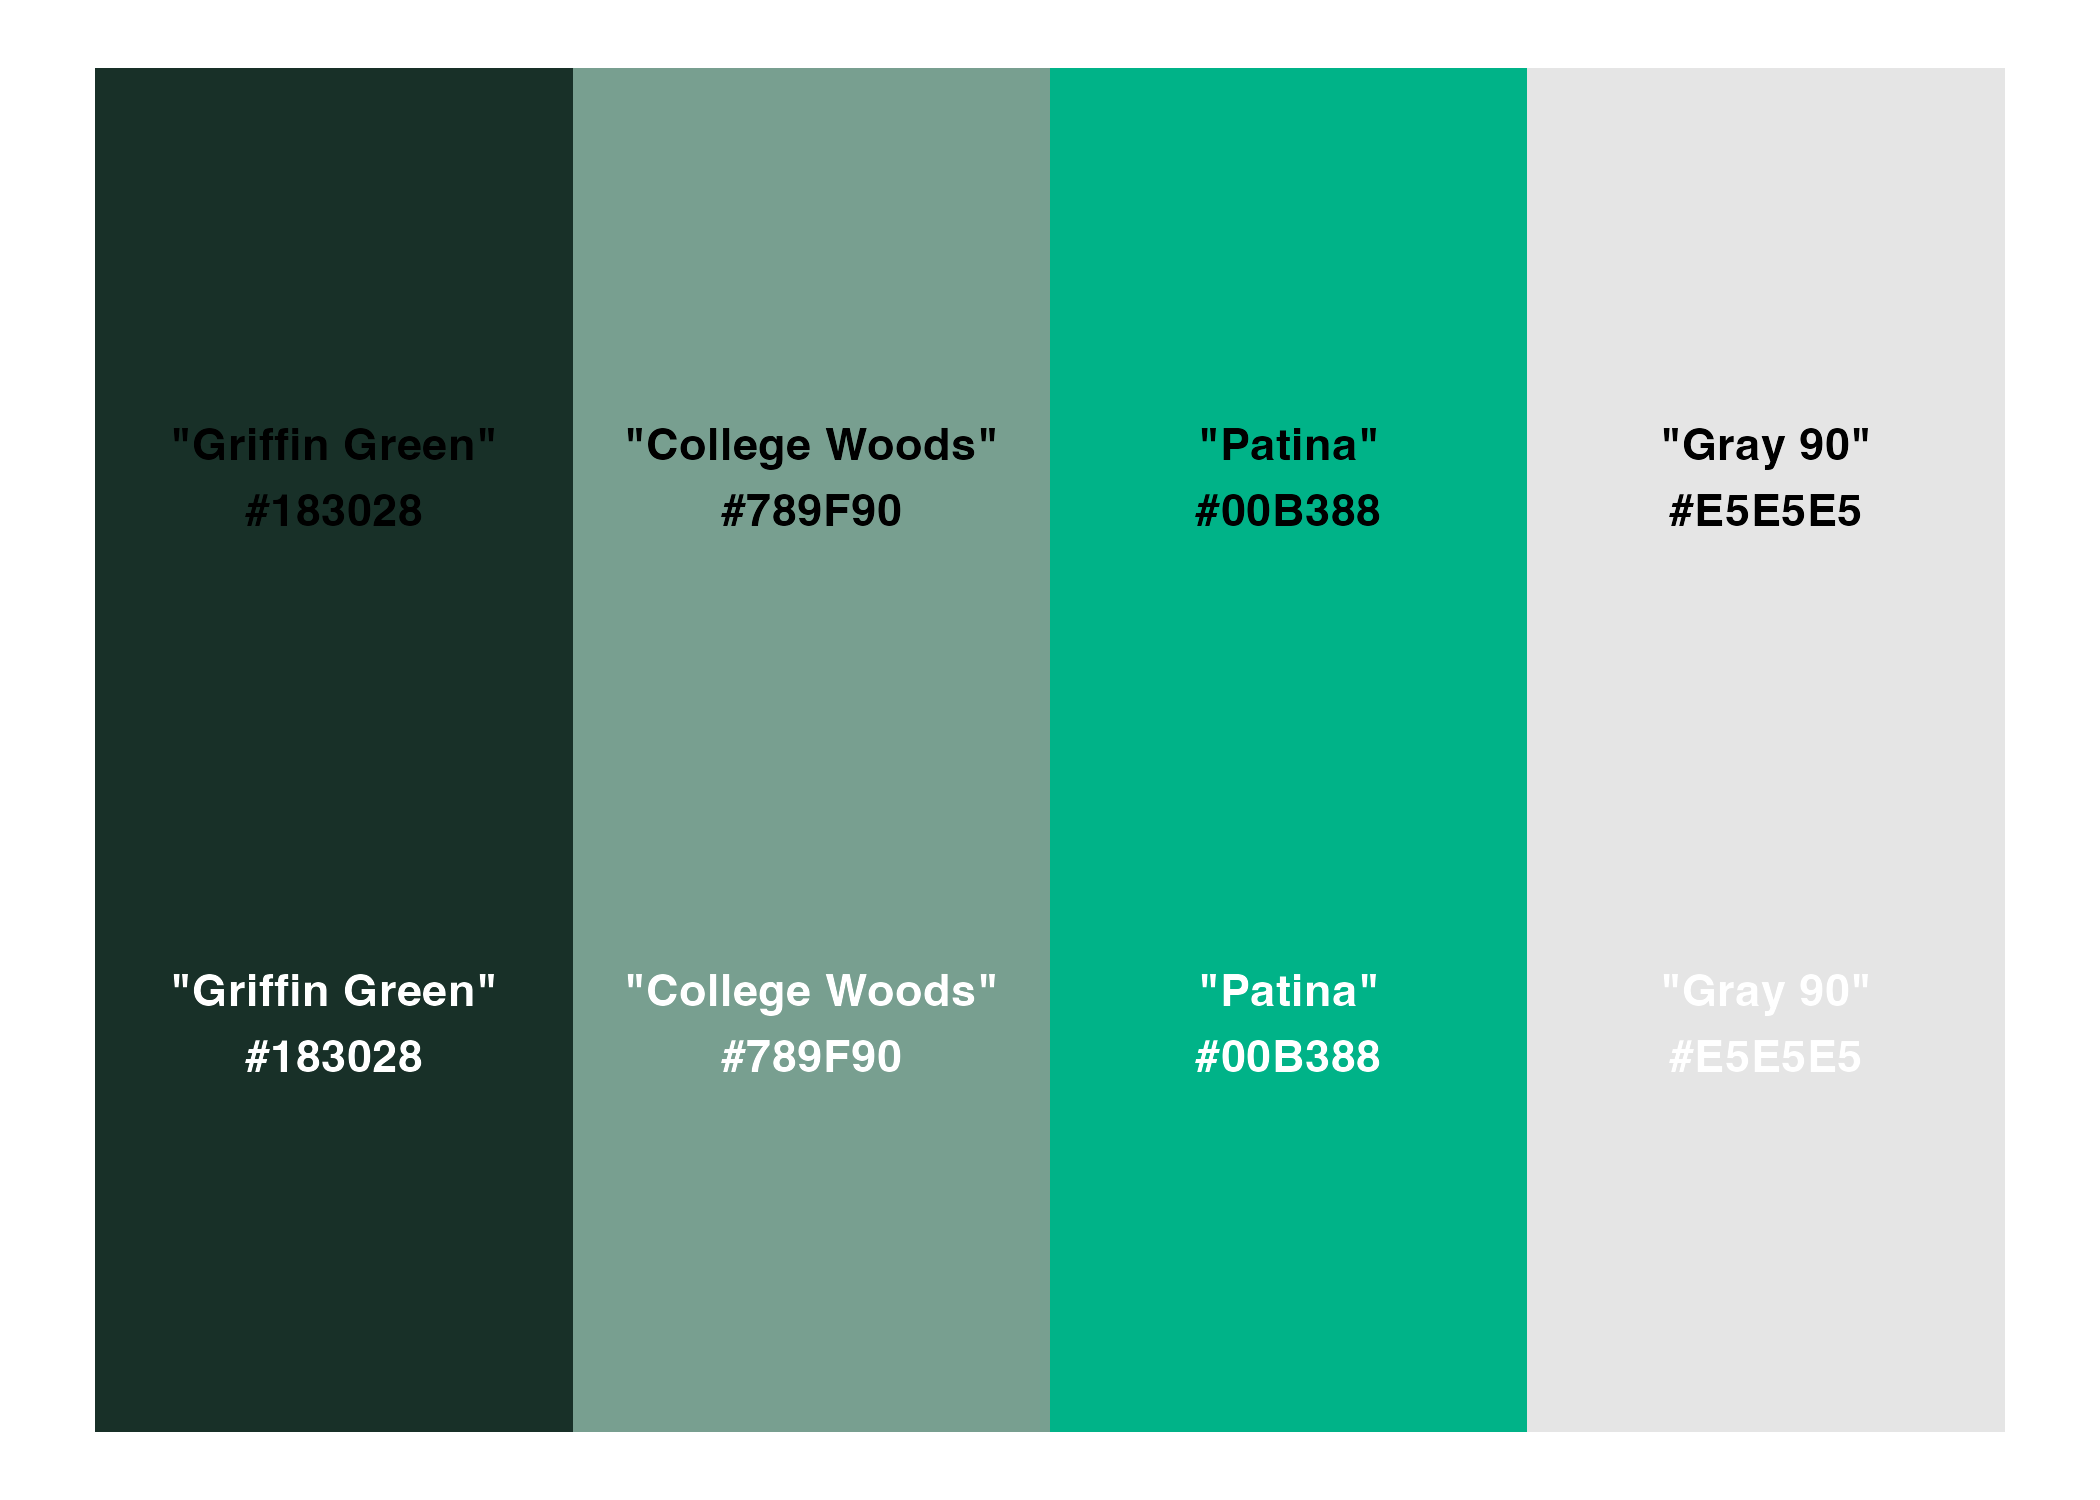 "Griffin Green"
#183028
"College Woods"
#789F90
"Patina"
#00B388
"Gray 90"
#E5E5E5
"Griffin Green"
#183028
"College Woods"
#789F90
"Patina"
#00B388
"Gray 90"
#E5E5E5